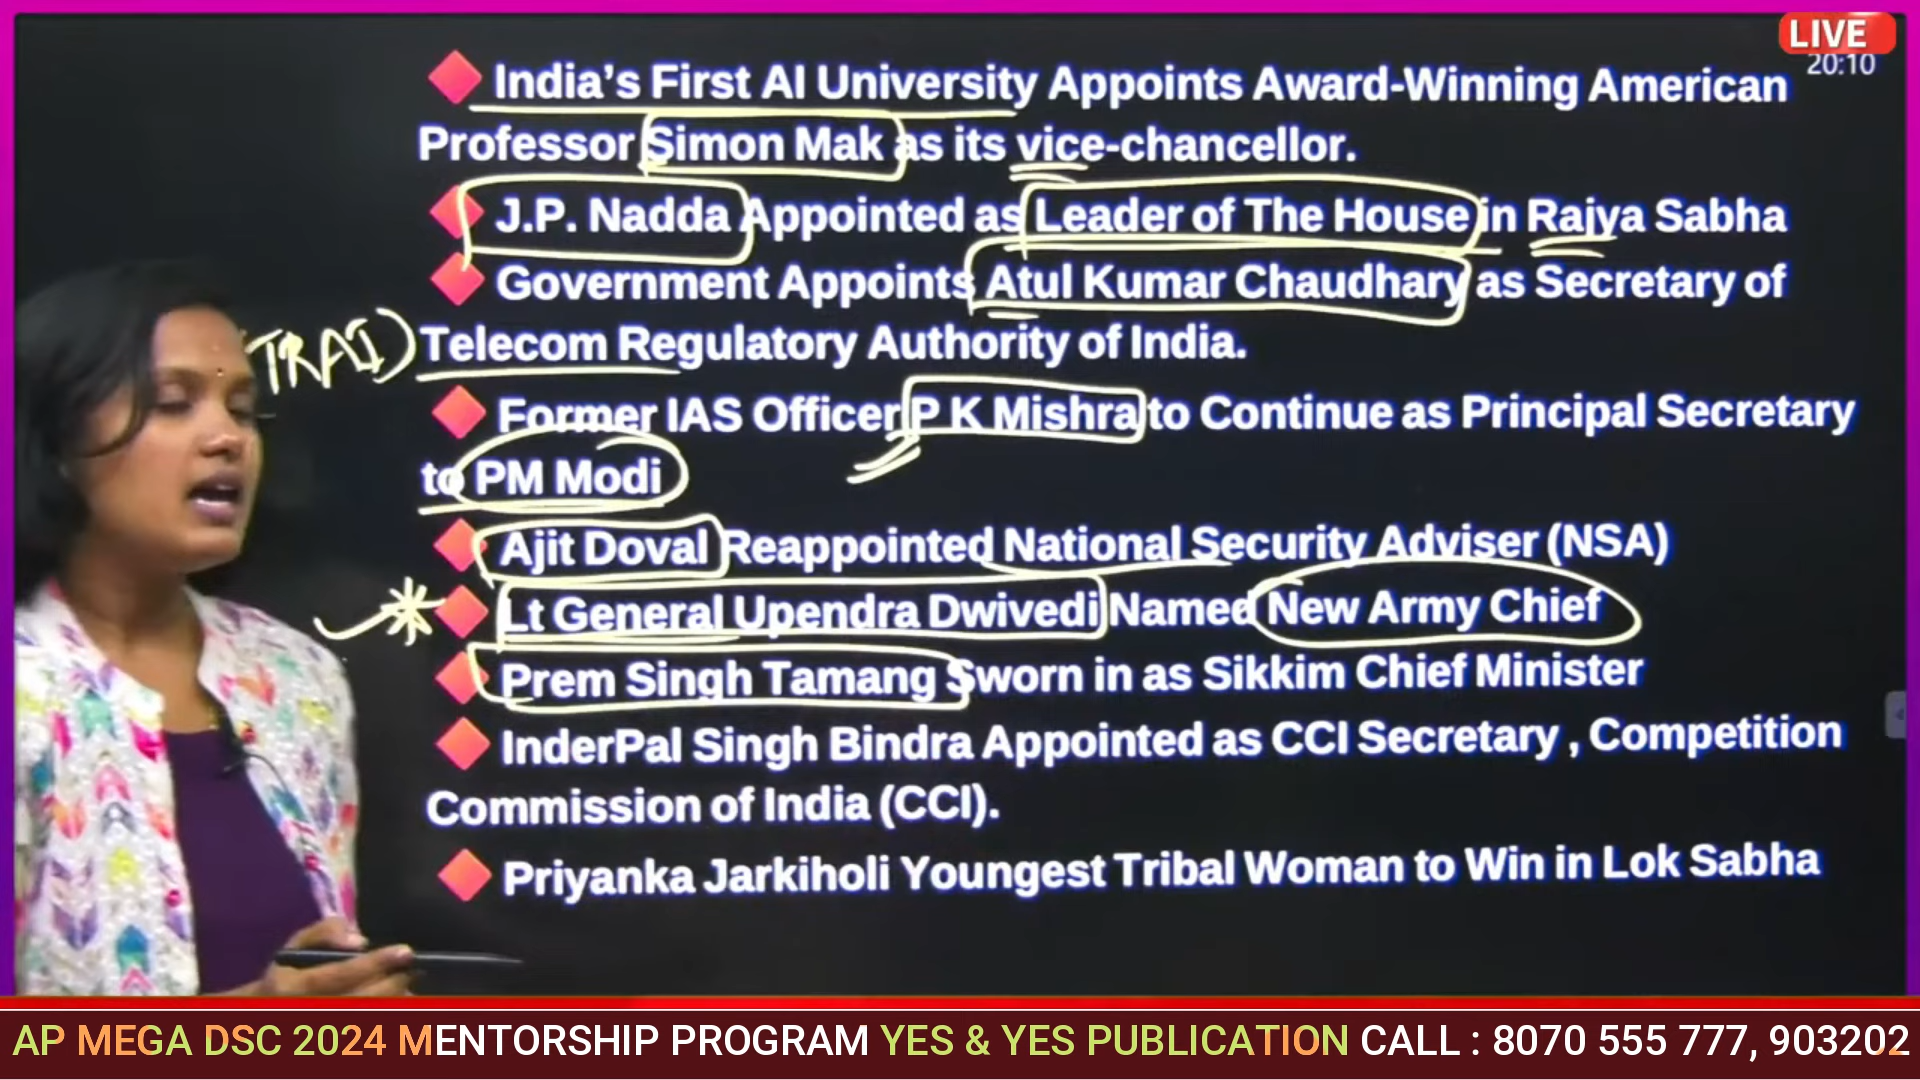 LIVE
20:10
India’s First AI University Appoints Award-Winning American
Professor Simon Mak as its vice-chancellor.
J.P. Nadda Appointed as Leader of The House in Rajya Sabha
Government Appoints Atul Kumar Chaudhary as Secretary of
(TRAI) Telecom Regulatory Authority of India.
Former IAS Officer P K Mishra to Continue as Principal Secretary
to PM Modi
Ajit Doval Reappointed National Security Adviser (NSA)
Lt General Upendra Dwivedi Named New Army Chief
Prem Singh Tamang Sworn in as Sikkim Chief Minister
InderPal Singh Bindra Appointed as CCI Secretary , Competition
Commission of India (CCI).
Priyanka Jarkiholi Youngest Tribal Woman to Win in Lok Sabha
AP MEGA DSC 2024 MENTORSHIP PROGRAM YES & YES PUBLICATION CALL : 8070 555 777, 903202